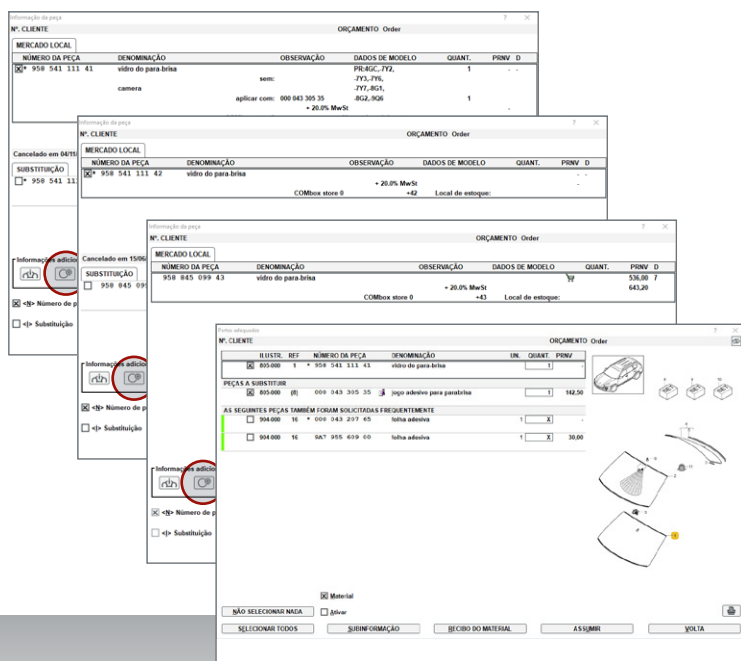 Informação da peça
Nº. CLIENTE ORÇAMENTO Order
MERCADO LOCAL
NÚMERO DA PEÇA DENOMINAÇÃO OBSERVAÇÃO DADOS DE MODELO QUANT. PRNV D
* 958 541 111 41 vidro do para-brisa PR:4GC,-7Y2, 1 - -
sem: -7Y3,-7Y6,
camera -7Y7,-8G1,
aplicar com: 000 043 305 35 -8G2,-9Q6 1
+ 20.0% MwSt -
Cancelado em 04/11/
SUBSTITUIÇÃO
* 958 541 11
Informações adicio
<N> Número de p
<I> Substituição
Informação da peça
Nº. CLIENTE ORÇAMENTO Order
MERCADO LOCAL
NÚMERO DA PEÇA DENOMINAÇÃO OBSERVAÇÃO DADOS DE MODELO QUANT. PRNV D
* 958 541 111 42 vidro do para-brisa - -
+ 20.0% MwSt -
COMbox store 0 +42 Local de estoque:
Cancelado em 15/06/
SUBSTITUIÇÃO
958 845 099
Informações adicio
<N> Número de p
<I> Substituição
Informação da peça
Nº. CLIENTE ORÇAMENTO Order
MERCADO LOCAL
NÚMERO DA PEÇA DENOMINAÇÃO OBSERVAÇÃO DADOS DE MODELO QUANT. PRNV D
958 845 099 43 vidro do para-brisa 536,00 7
+ 20.0% MwSt 643,20
COMbox store 0 +43 Local de estoque:
Informações adicio
<N> Número de p
<I> Substituição
Partes adequadas
Nº. CLIENTE ORÇAMENTO Order
ILUSTR. REF NÚMERO DA PEÇA DENOMINAÇÃO UN. QUANT. PRNV
805-000 1 * 958 541 111 41 vidro do para-brisa 1 -
PEÇAS A SUBSTITUIR
805-000 (6) 000 043 305 35 jogo adesivo para parabrisa 1 142,50
AS SEGUINTES PEÇAS TAMBÉM FORAM SOLICITADAS FREQUENTEMENTE
904-000 16 * 000 043 207 65 folha adesiva 1 X -
904-000 16 9A7 955 609 00 folha adesiva 1 X 30,00
Material
NÃO SELECIONAR NADA Ativar
SELECIONAR TODOS SUBINFORMAÇÃO RECIBO DO MATERIAL ASSUMIR VOLTA